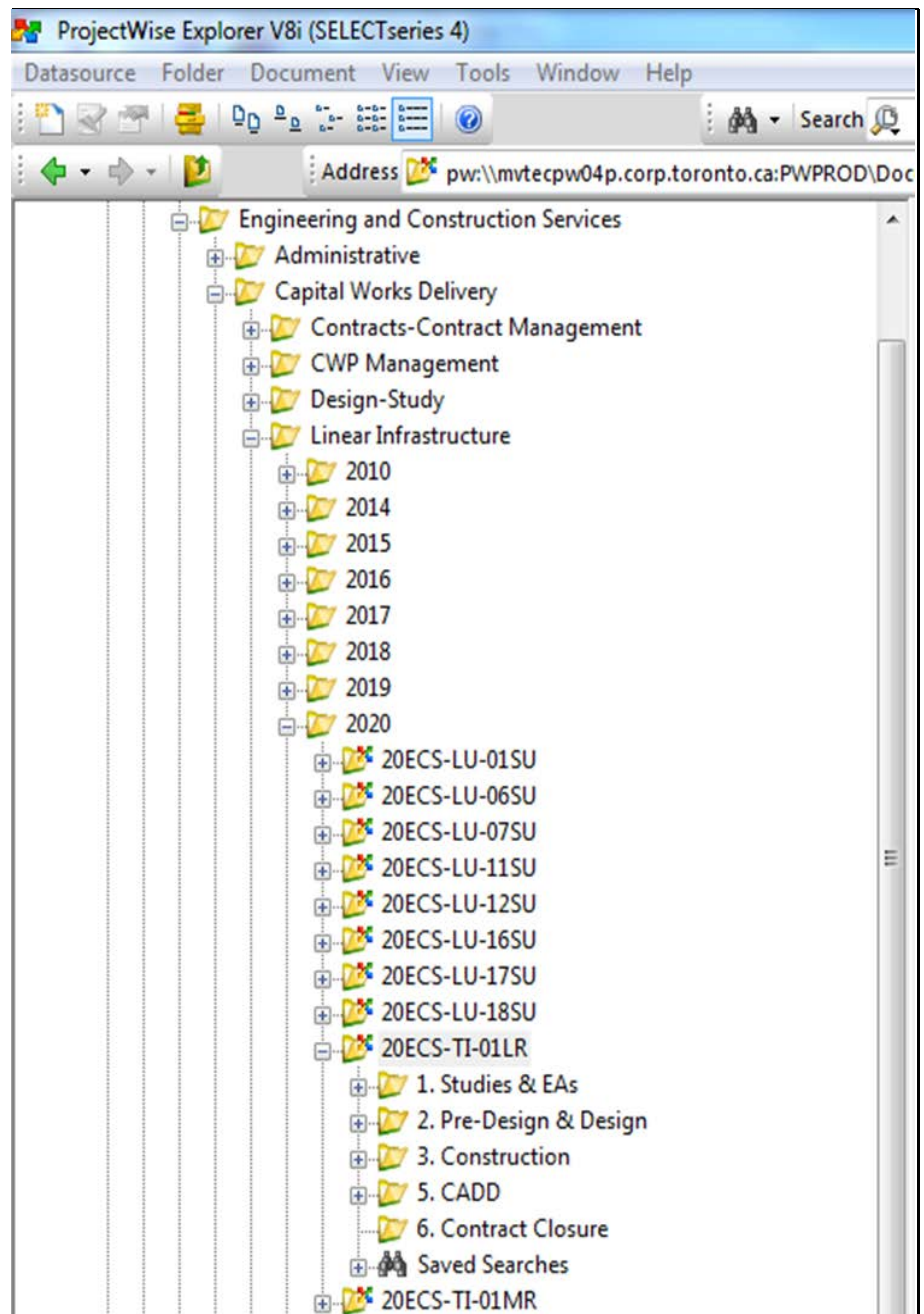 ProjectWise Explorer V8i (SELECTseries 4)
Datasource Folder Document View Tools Window Help
Search
Address pw:\\mvtecpw04p.corp.toronto.ca:PWPROD\Doc
Engineering and Construction Services
Administrative
Capital Works Delivery
Contracts-Contract Management
CWP Management
Design-Study
Linear Infrastructure
2010
2014
2015
2016
2017
2018
2019
2020
20ECS-LU-01SU
20ECS-LU-06SU
20ECS-LU-07SU
20ECS-LU-11SU
20ECS-LU-12SU
20ECS-LU-16SU
20ECS-LU-17SU
20ECS-LU-18SU
20ECS-TI-01LR
1. Studies & EAs
2. Pre-Design & Design
3. Construction
5. CADD
6. Contract Closure
Saved Searches
20ECS-TI-01MR